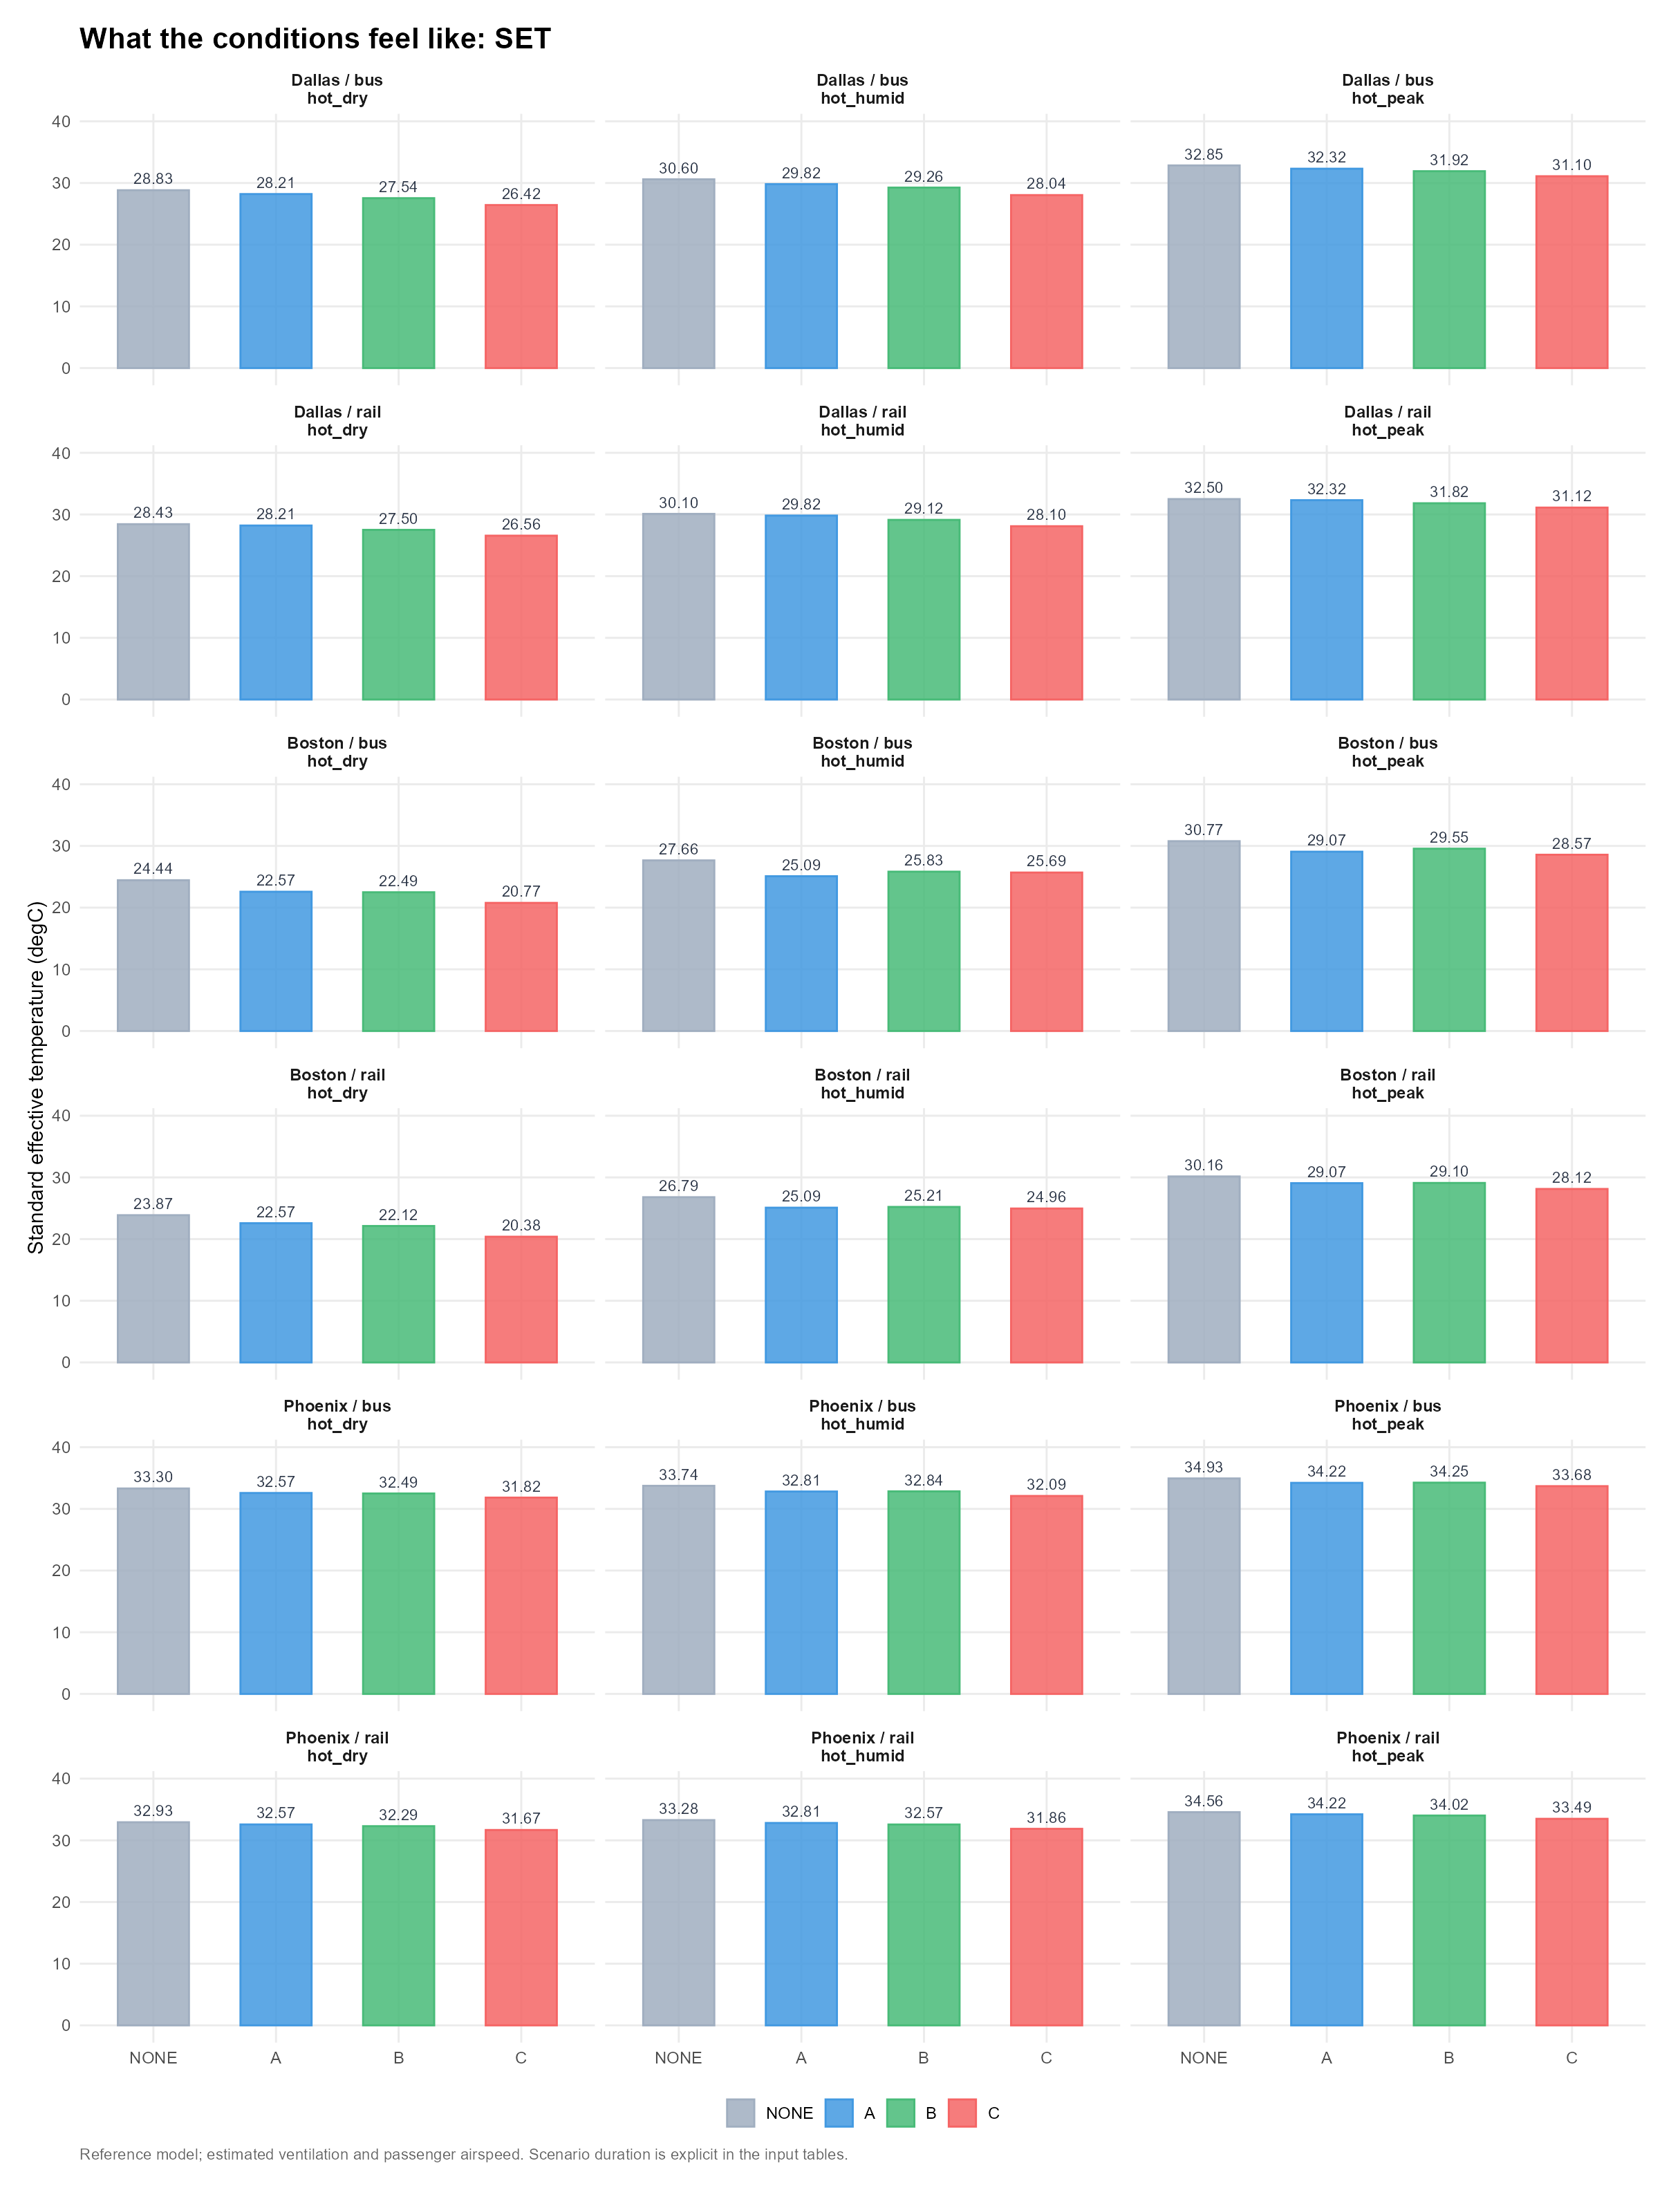 What the conditions feel like: SET
Dallas / bus
hot_dry
Dallas / bus
hot_humid
Dallas / bus
hot_peak
40
30
20
10
0
28.83
28.21
27.54
26.42
30.60
29.82
29.26
28.04
32.85
32.32
31.92
31.10
Dallas / rail
hot_dry
Dallas / rail
hot_humid
Dallas / rail
hot_peak
40
30
20
10
0
28.43
28.21
27.50
26.56
30.10
29.82
29.12
28.10
32.50
32.32
31.82
31.12
Boston / bus
hot_dry
Boston / bus
hot_humid
Boston / bus
hot_peak
40
30
20
10
0
24.44
22.57
22.49
20.77
27.66
25.09
25.83
25.69
30.77
29.07
29.55
28.57
Standard effective temperature (degC)
Boston / rail
hot_dry
Boston / rail
hot_humid
Boston / rail
hot_peak
40
30
20
10
0
23.87
22.57
22.12
20.38
26.79
25.09
25.21
24.96
30.16
29.07
29.10
28.12
Phoenix / bus
hot_dry
Phoenix / bus
hot_humid
Phoenix / bus
hot_peak
40
30
20
10
0
33.30
32.57
32.49
31.82
33.74
32.81
32.84
32.09
34.93
34.22
34.25
33.68
Phoenix / rail
hot_dry
Phoenix / rail
hot_humid
Phoenix / rail
hot_peak
40
30
20
10
0
32.93
32.57
32.29
31.67
33.28
32.81
32.57
31.86
34.56
34.22
34.02
33.49
NONE A B C
NONE A B C
NONE A B C
NONE A B C
Reference model; estimated ventilation and passenger airspeed. Scenario duration is explicit in the input tables.